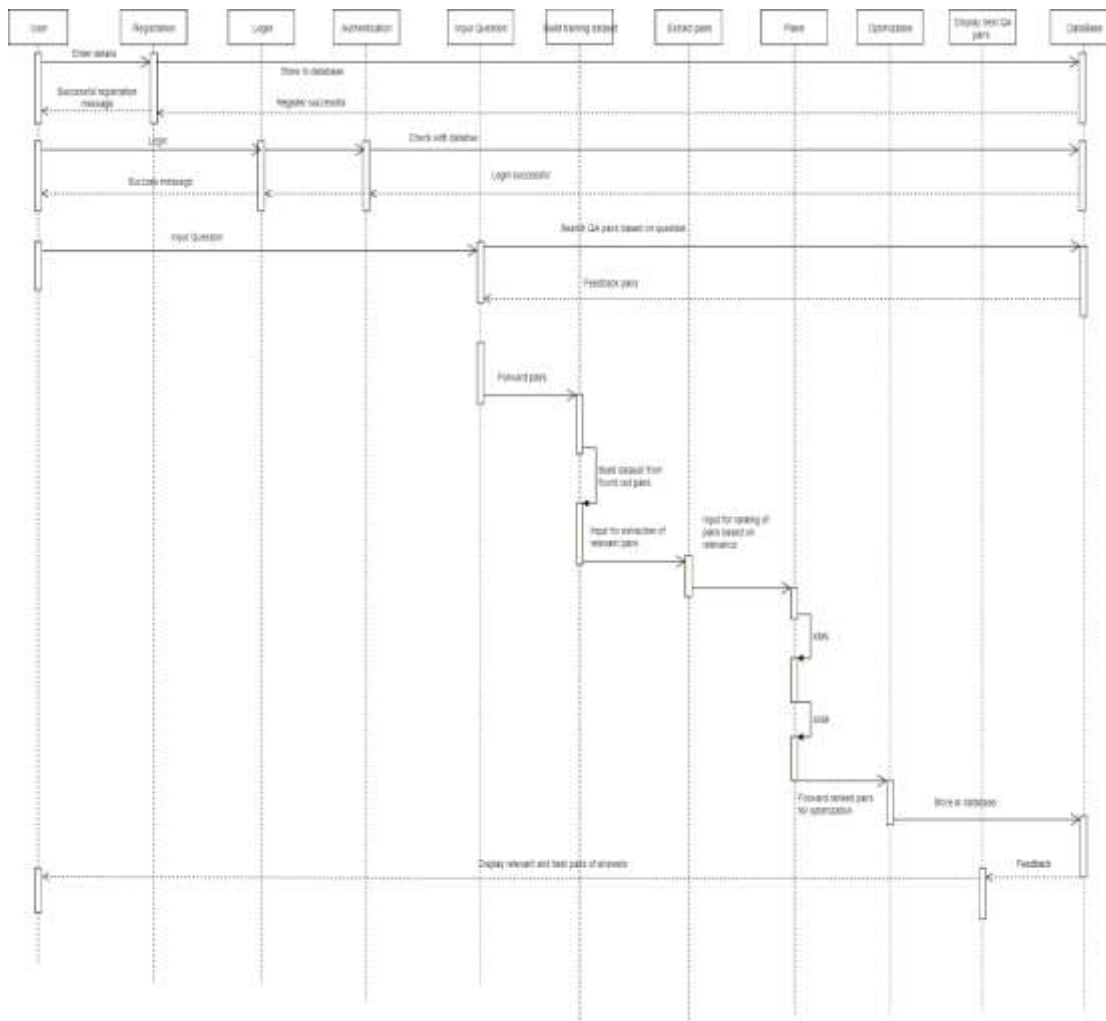 User
Registration
Login
Authentication
Input Question
Build training dataset
Extract pairs
Optimization
Display best QA
pairs
DataBase
Enter details
Store in database
Successful registration
message
Register successful
Login
Check with databse
Success message
Login successful
Input Question
Search QA pairs based on question
Feedback pairs
Forward pairs
Build dataset from
found out pairs
Input for extraction of
relevant pairs
Input for ranking of
pairs based on
relevance
Forward ranked pairs
for optimization
Store in database
Display relevant and best pairs of answers
Feedback